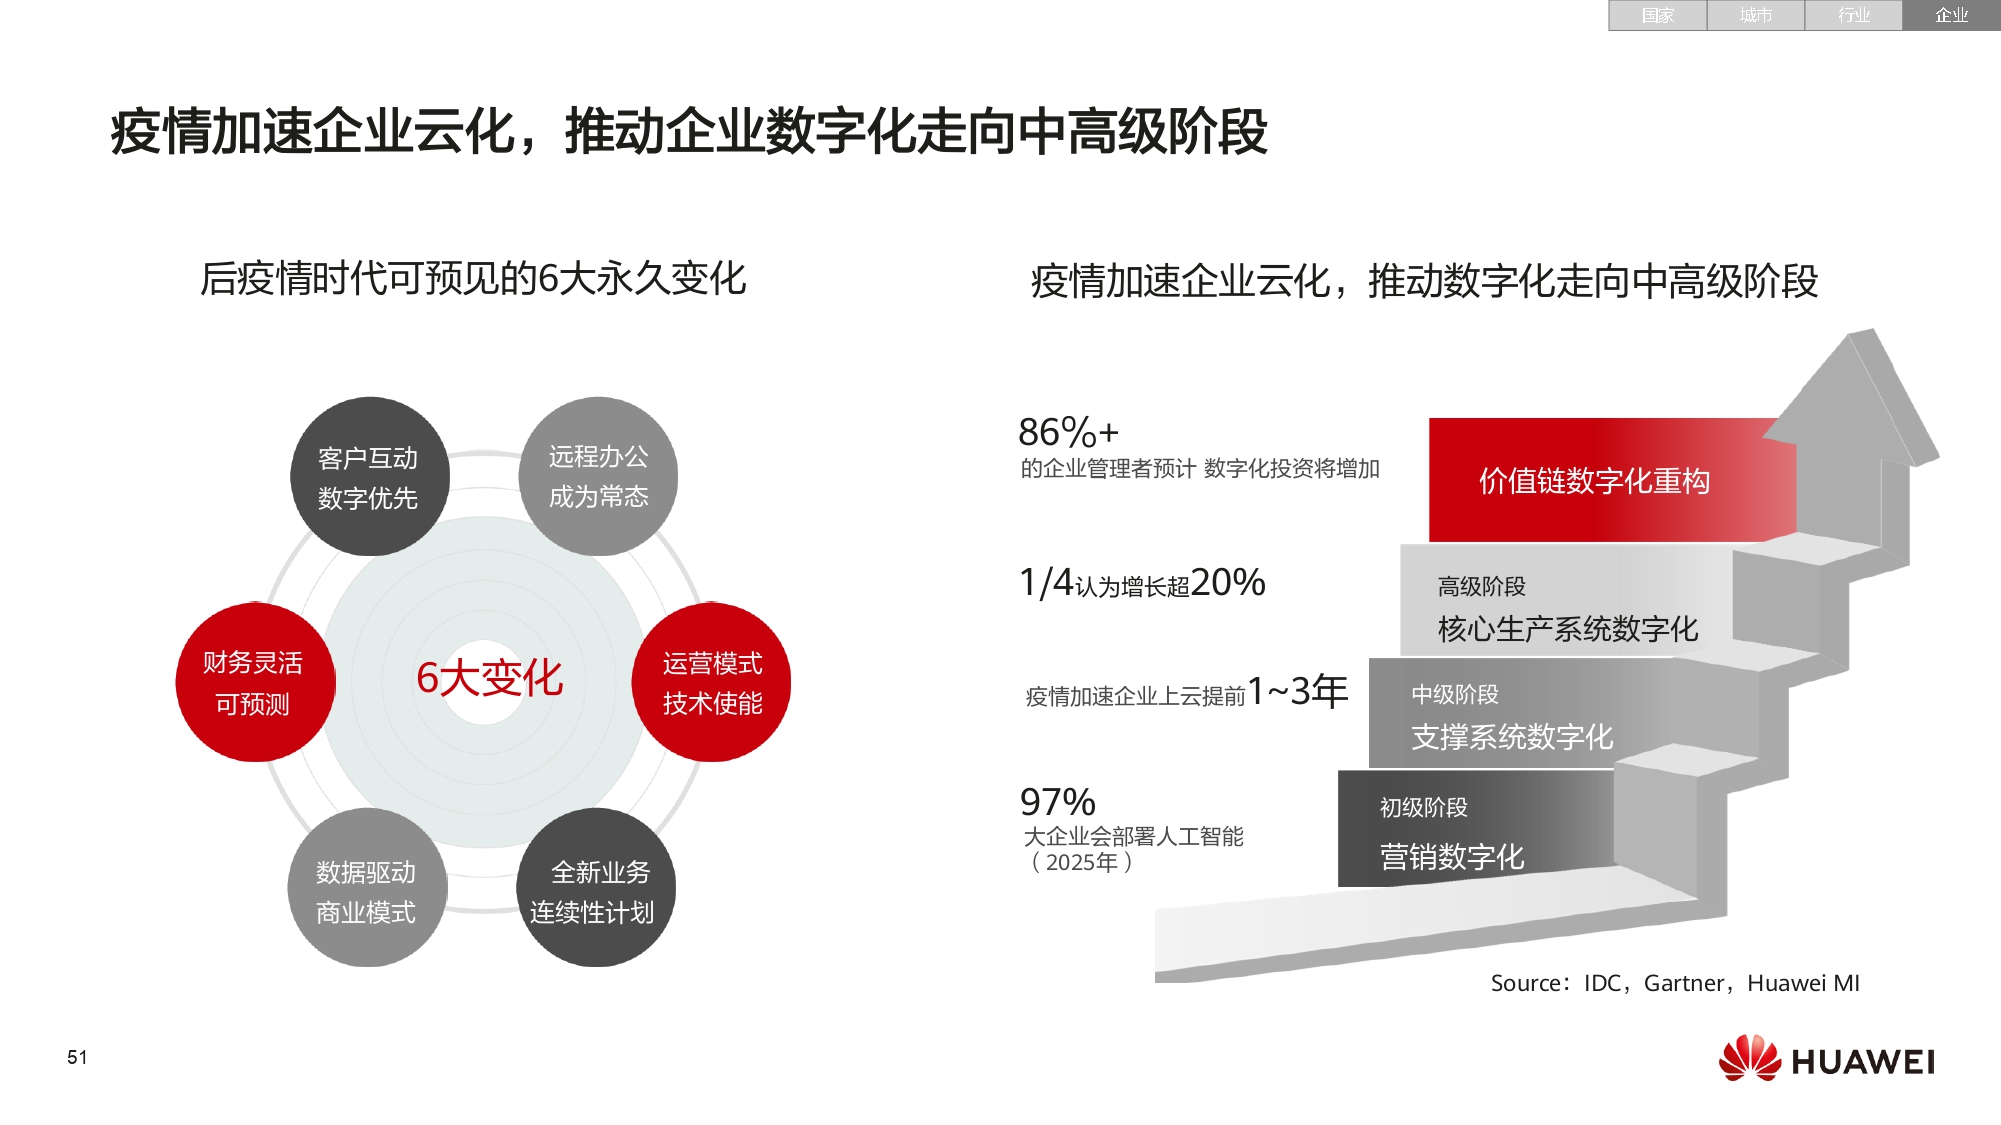 国家
城市
行业
企业
疫情加速企业云化，推动企业数字化走向中高级阶段
后疫情时代可预见的6大永久变化
客户互动
数字优先
远程办公
成为常态
财务灵活
可预测
6大变化
运营模式
技术使能
数据驱动
商业模式
全新业务
连续性计划
疫情加速企业云化，推动数字化走向中高级阶段
86%+
的企业管理者预计 数字化投资将增加
1/4认为增长超20%
疫情加速企业上云提前1~3年
97%
大企业会部署人工智能
（2025年）
价值链数字化重构
高级阶段
核心生产系统数字化
中级阶段
支撑系统数字化
初级阶段
营销数字化
Source：IDC，Gartner，Huawei MI
51
HUAWEI